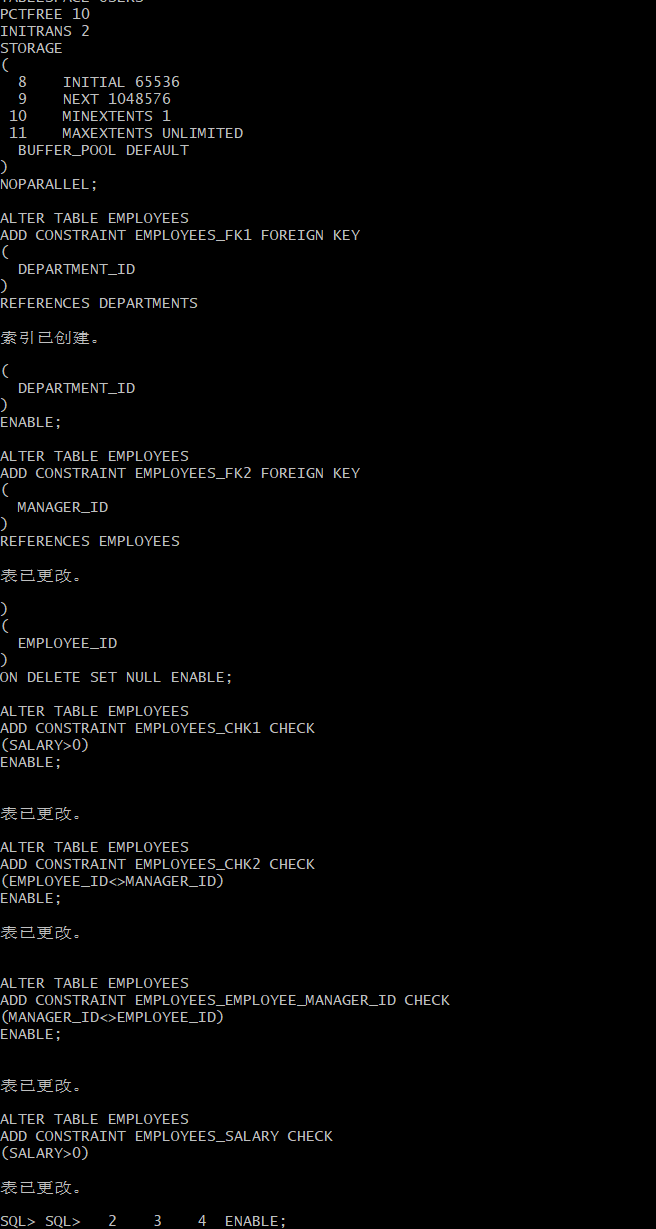 TABLESPACE USERS
PCTFREE 10
INITRANS 2
STORAGE
(
  8    INITIAL 65536
  9    NEXT 1048576
 10    MINEXTENTS 1
 11    MAXEXTENTS UNLIMITED
  BUFFER_POOL DEFAULT
)
NOPARALLEL;
ALTER TABLE EMPLOYEES
ADD CONSTRAINT EMPLOYEES_FK1 FOREIGN KEY
(
  DEPARTMENT_ID
)
REFERENCES DEPARTMENTS
索引已创建。
(
  DEPARTMENT_ID
)
ENABLE;
ALTER TABLE EMPLOYEES
ADD CONSTRAINT EMPLOYEES_FK2 FOREIGN KEY
(
  MANAGER_ID
)
REFERENCES EMPLOYEES
表已更改。
)
(
  EMPLOYEE_ID
)
ON DELETE SET NULL ENABLE;
ALTER TABLE EMPLOYEES
ADD CONSTRAINT EMPLOYEES_CHK1 CHECK
(SALARY>0)
ENABLE;
表已更改。
ALTER TABLE EMPLOYEES
ADD CONSTRAINT EMPLOYEES_CHK2 CHECK
(EMPLOYEE_ID<>MANAGER_ID)
ENABLE;
表已更改。
ALTER TABLE EMPLOYEES
ADD CONSTRAINT EMPLOYEES_EMPLOYEE_MANAGER_ID CHECK
(MANAGER_ID<>EMPLOYEE_ID)
ENABLE;
表已更改。
ALTER TABLE EMPLOYEES
ADD CONSTRAINT EMPLOYEES_SALARY CHECK
(SALARY>0)
表已更改。
SQL> SQL>   2    3    4  ENABLE;